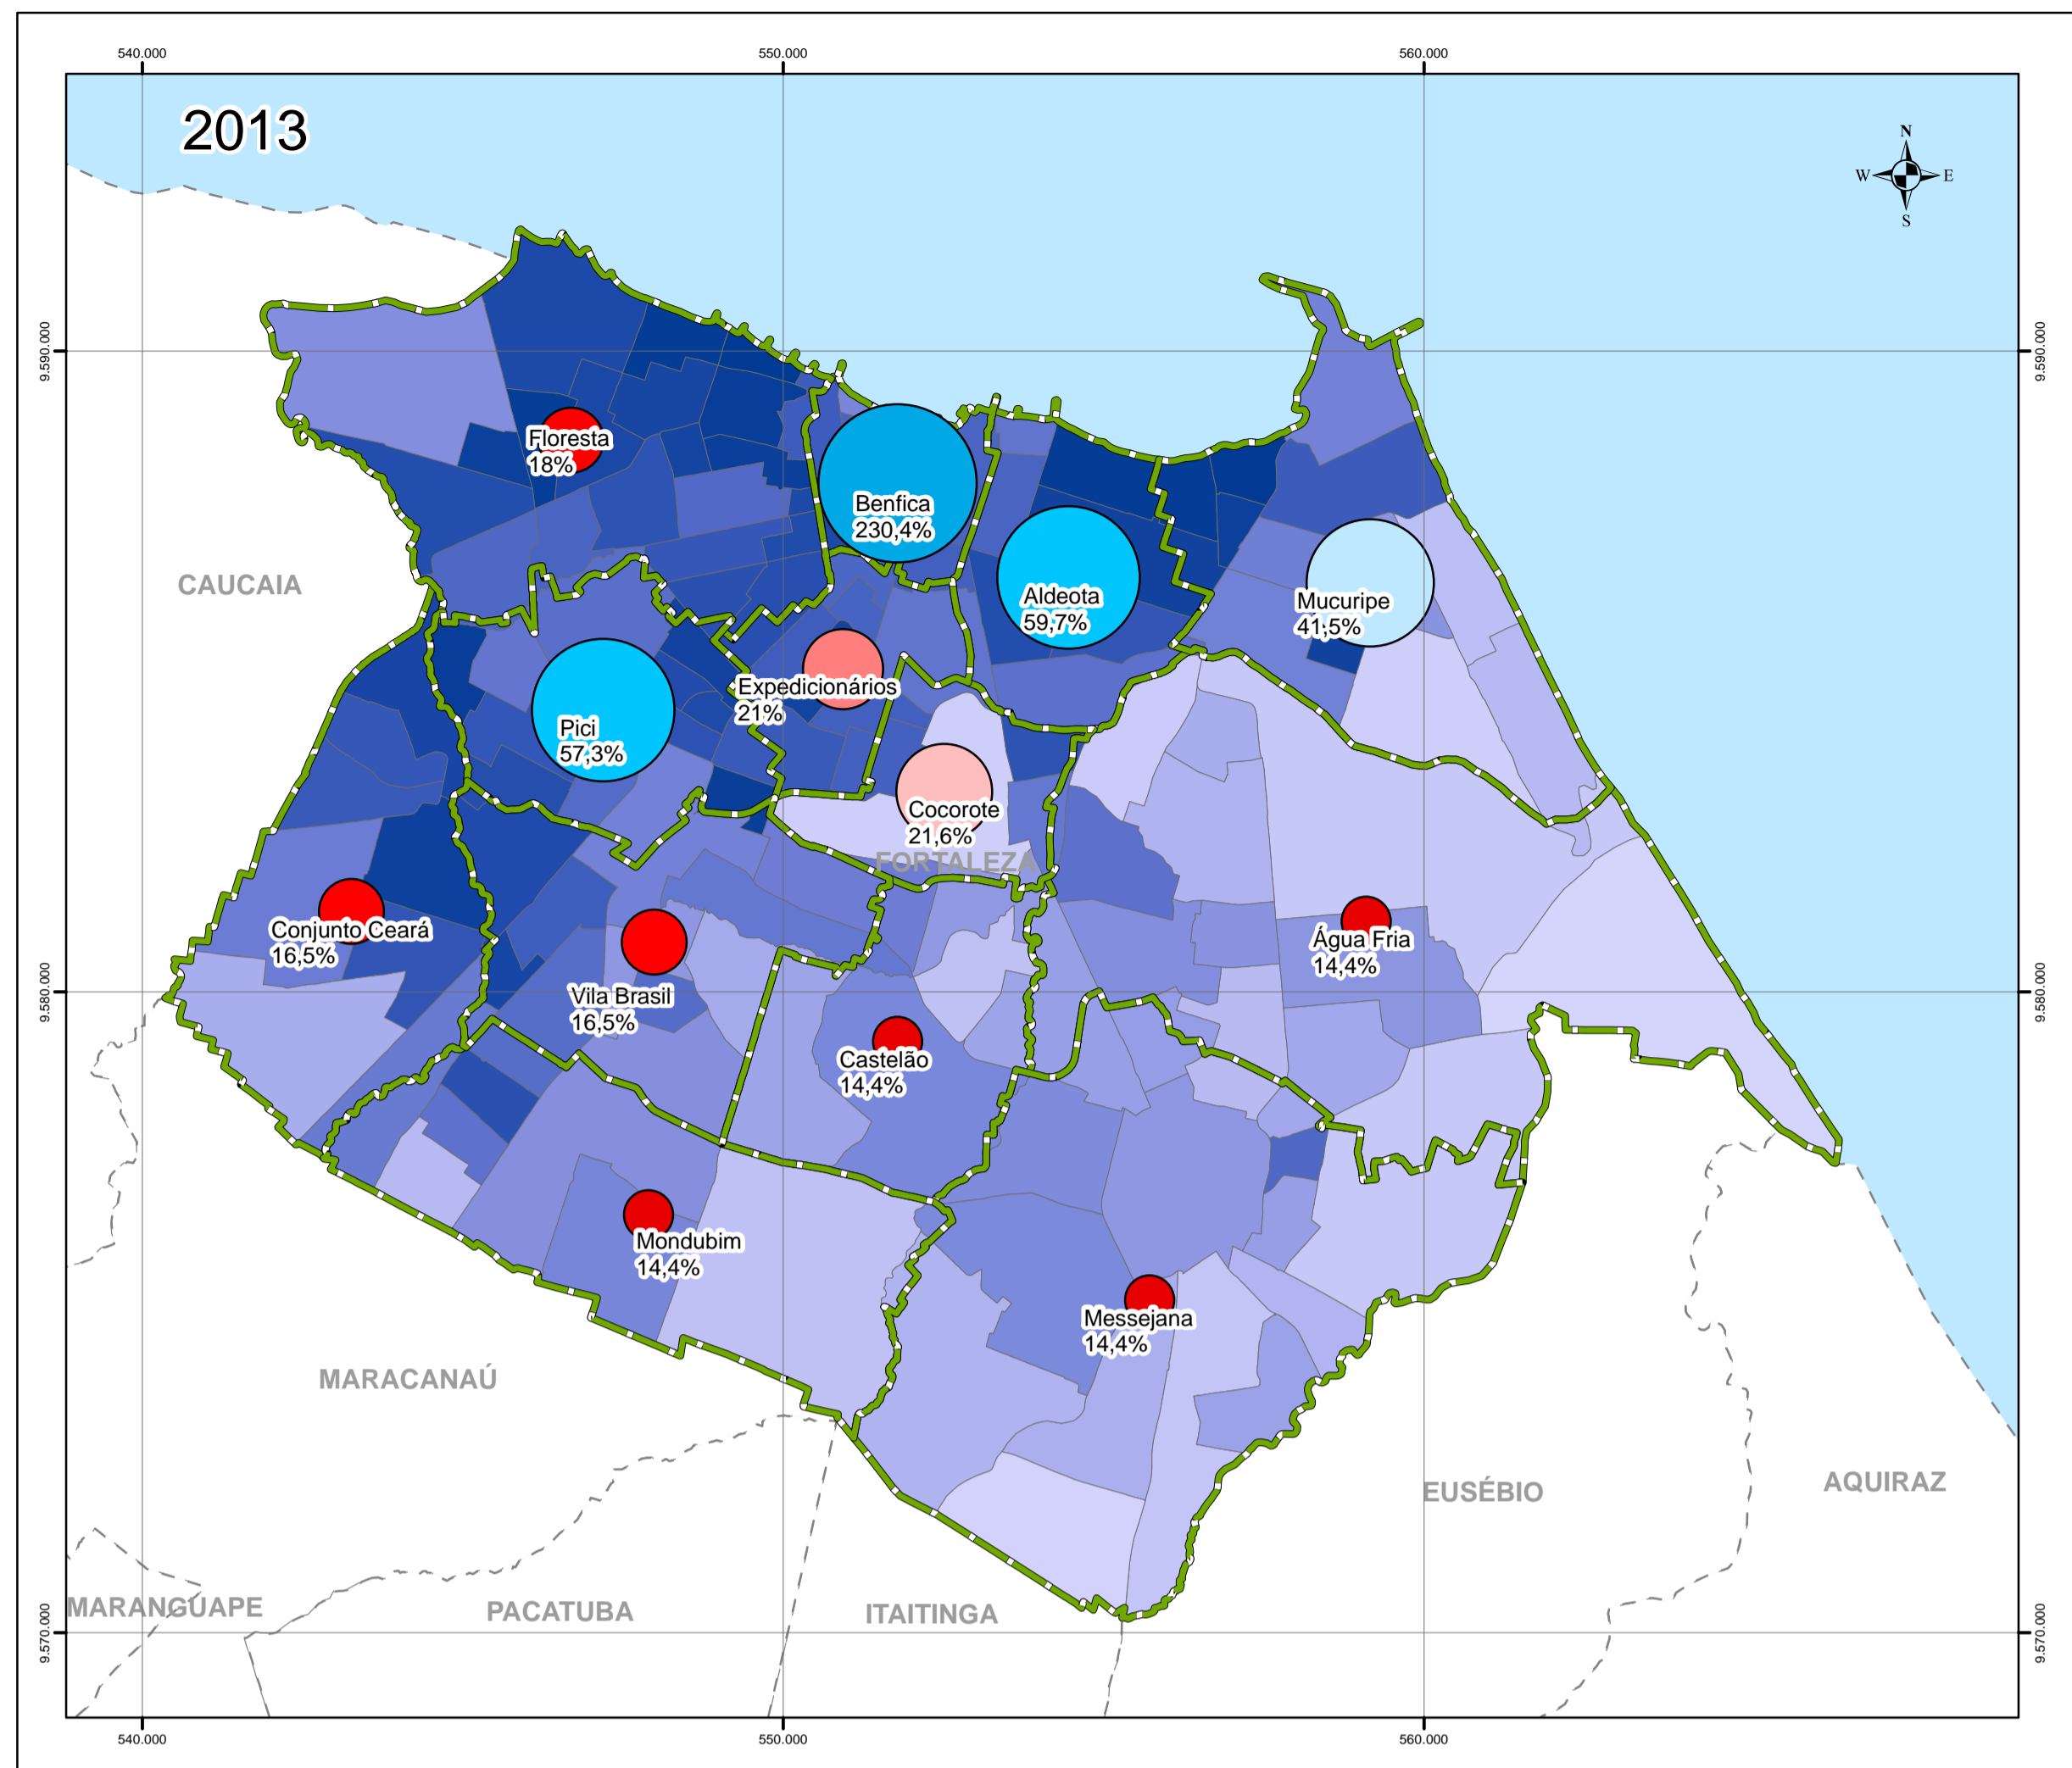 540.000
550.000
560.000
2013
N
W
E
S
9.590.000
9.590.000
Floresta
18%
Benfica
230,4%
CAUCAIA
Aldeota
59,7%
Mucuripe
41,5%
Expedicionários
21%
Pici
57,3%
Cocorote
21,6%
FORTALEZA
Conjunto Ceará
16,5%
Água Fria
14,4%
Vila Brasil
16,5%
9.580.000
9.580.000
Castelão
14,4%
Mondubim
14,4%
Messejana
14,4%
MARACANAÚ
EUSÉBIO
AQUIRAZ
MARANGUAPE
PACATUBA
ITAITINGA
9.570.000
9.570.000
540.000
550.000
560.000